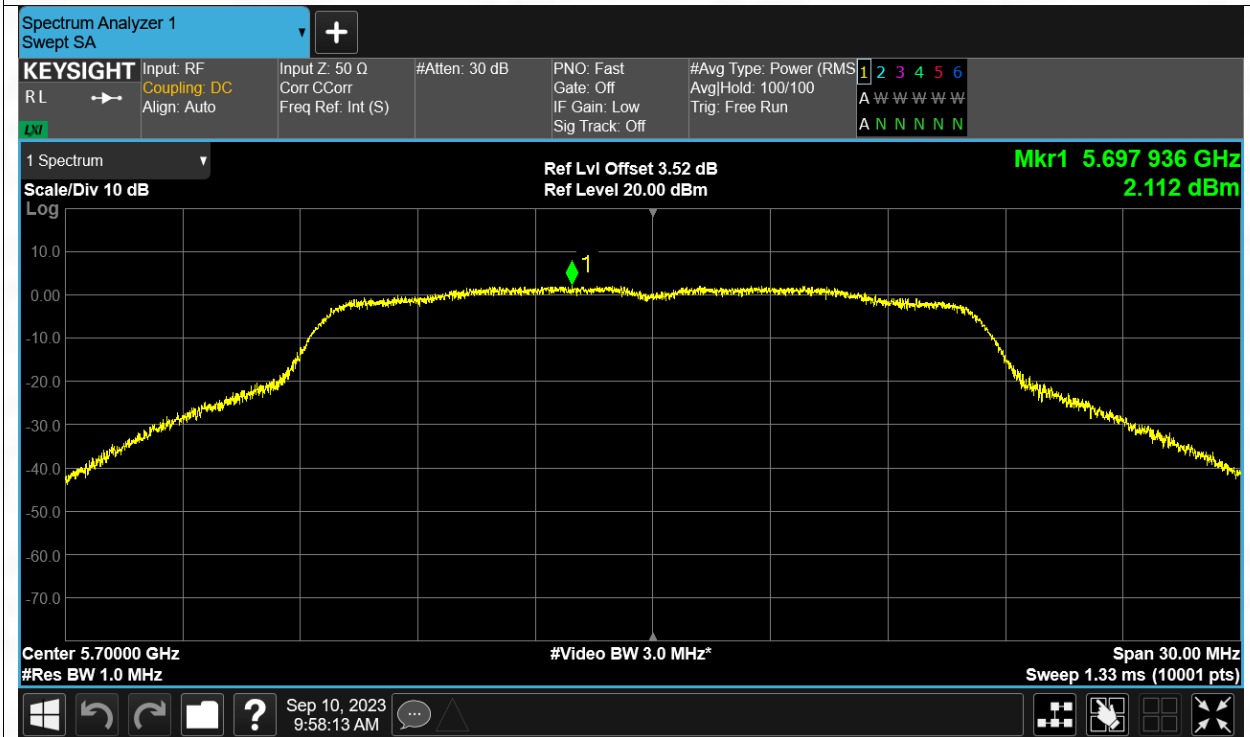 Spectrum Analyzer 1
Swept SA
+
KEYSIGHT
R L
LXI
Input: RF
Coupling: DC
Align: Auto
Input Z: 50 Ω
Corr CCorr
Freq Ref: Int (S)
#Atten: 30 dB
PNO: Fast
Gate: Off
IF Gain: Low
Sig Track: Off
#Avg Type: Power (RMS
Avg|Hold: 100/100
Trig: Free Run
1 2 3 4 5 6
A W W W W W
A N N N N N
1 Spectrum
Scale/Div 10 dB
Log
Ref Lvl Offset 3.52 dB
Ref Level 20.00 dBm
Mkr1 5.697 936 GHz
2.112 dBm
1
10.0
0.00
-10.0
-20.0
-30.0
-40.0
-50.0
-60.0
-70.0
Center 5.70000 GHz
#Res BW 1.0 MHz
#Video BW 3.0 MHz*
Span 30.00 MHz
Sweep 1.33 ms (10001 pts)
?
Sep 10, 2023
9:58:13 AM